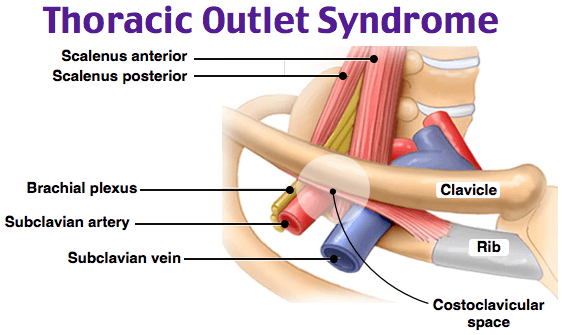 Thoracic Outlet Syndrome
Scalenus anterior
Scalenus posterior
Brachial plexus
Clavicle
Subclavian artery
Rib
Subclavian vein
Costoclavicular
space